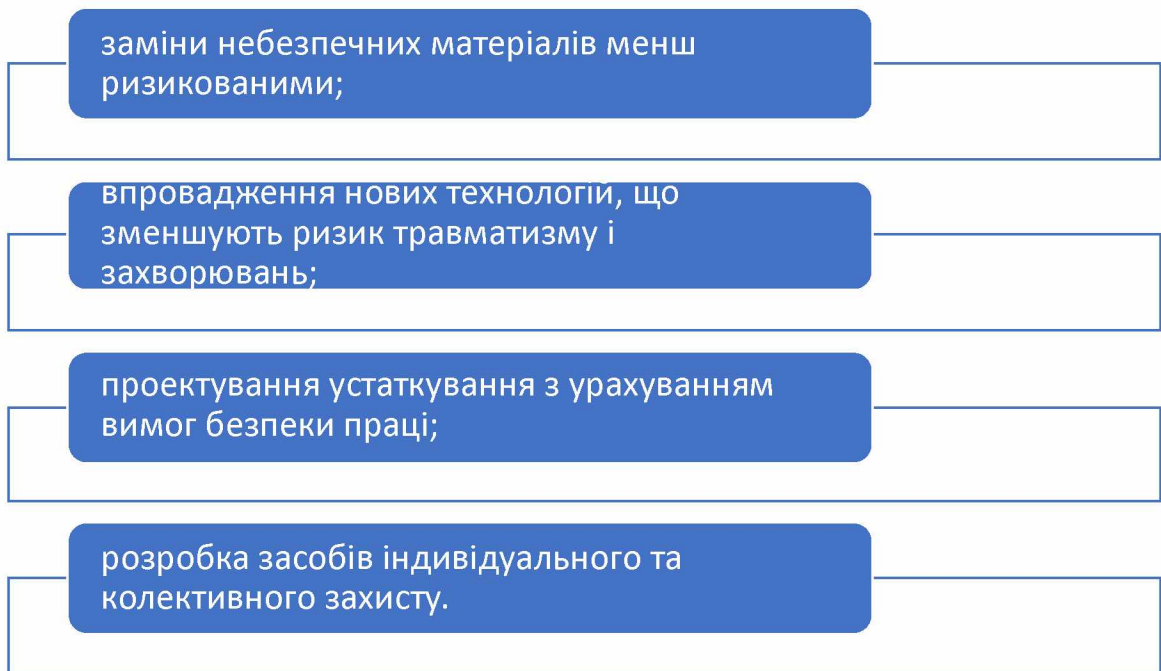 заміни небезпечних матеріалів менш
ризикованими;
впровадження нових технологій, що
зменшують ризик травматизму і
захворювань;
проектування устаткування з урахуванням
вимог безпеки праці;
розробка засобів індивідуального та
колективного захисту.